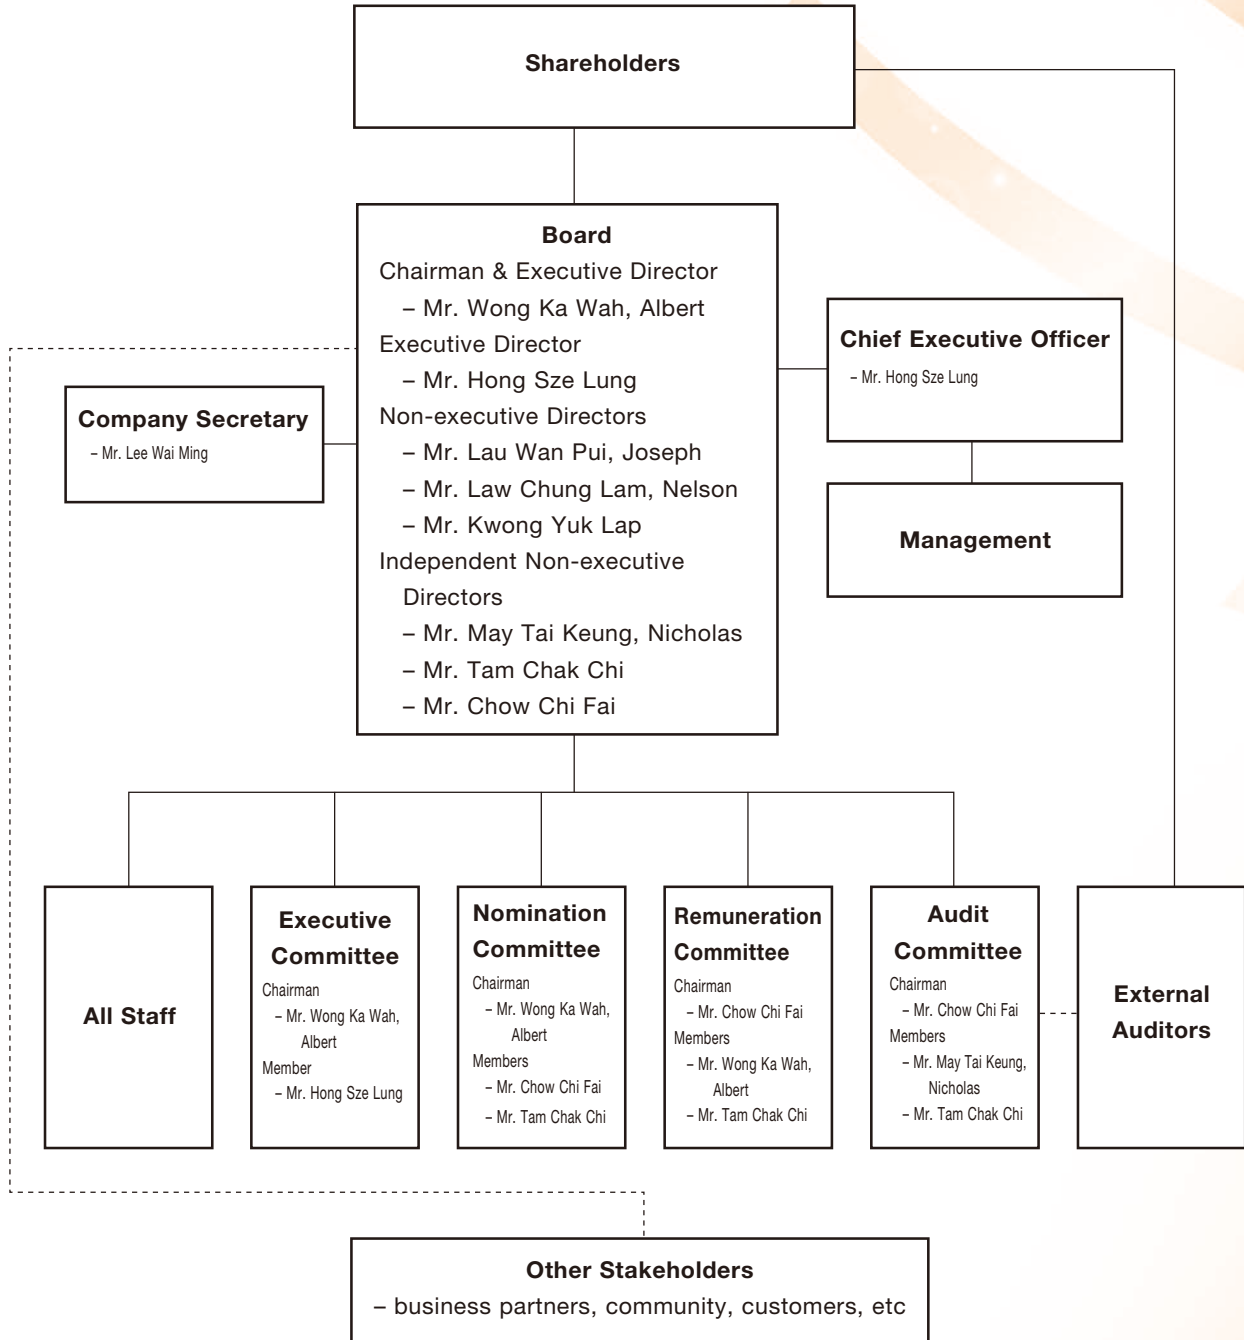 Shareholders
Board
Chairman & Executive Director
– Mr. Wong Ka Wah, Albert
Executive Director
– Mr. Hong Sze Lung
Non-executive Directors
– Mr. Lau Wan Pui, Joseph
– Mr. Law Chung Lam, Nelson
– Mr. Kwong Yuk Lap
Independent Non-executive
Directors
– Mr. May Tai Keung, Nicholas
– Mr. Tam Chak Chi
– Mr. Chow Chi Fai
Chief Executive Officer
– Mr. Hong Sze Lung
Company Secretary
– Mr. Lee Wai Ming
Management
All Staff
Executive
Committee
Chairman
– Mr. Wong Ka Wah,
Albert
Member
– Mr. Hong Sze Lung
Nomination
Committee
Chairman
– Mr. Wong Ka Wah,
Albert
Members
– Mr. Chow Chi Fai
– Mr. Tam Chak Chi
Remuneration
Committee
Chairman
– Mr. Chow Chi Fai
Members
– Mr. Wong Ka Wah,
Albert
– Mr. Tam Chak Chi
Audit
Committee
Chairman
– Mr. Chow Chi Fai
Members
– Mr. May Tai Keung,
Nicholas
– Mr. Tam Chak Chi
External
Auditors
Other Stakeholders
– business partners, community, customers, etc